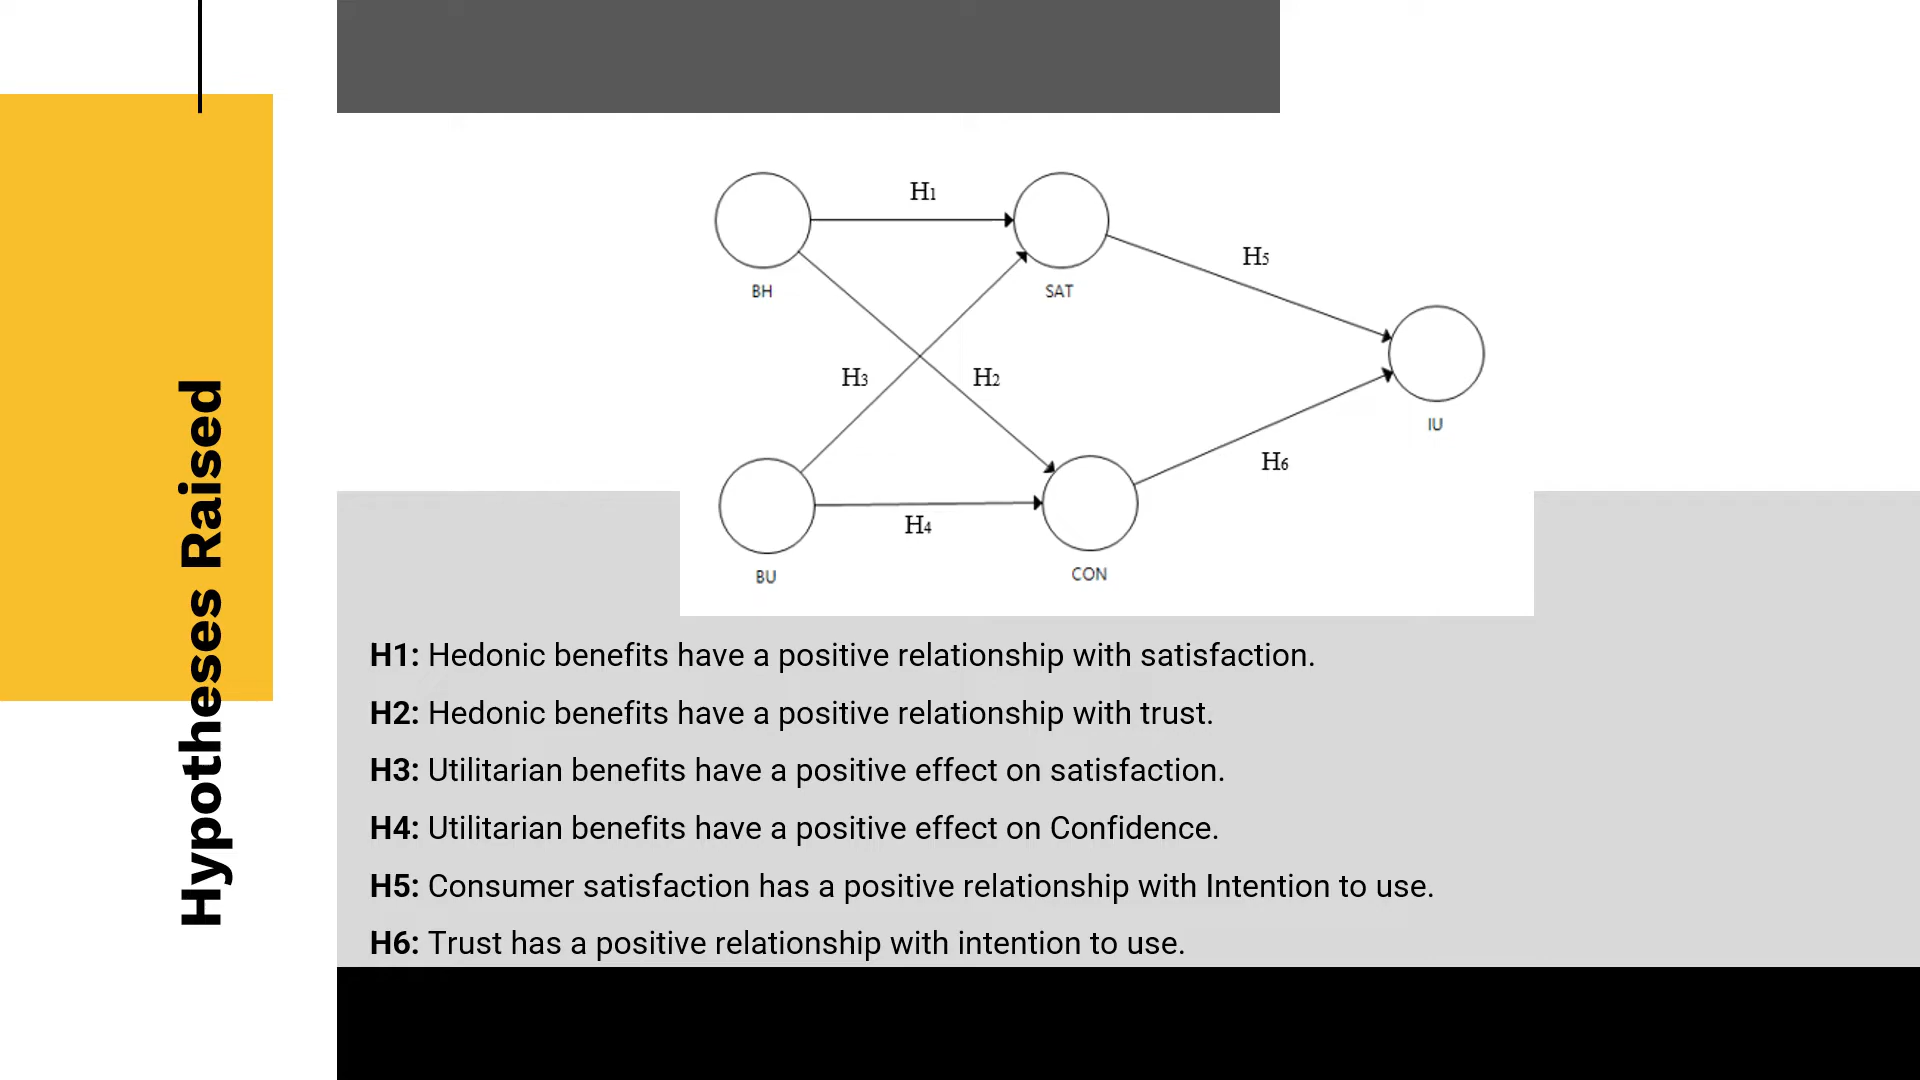 Hypotheses Raised
H1
BH
SAT
H5
H3
H2
IU
H6
H4
BU
CON
H1: Hedonic benefits have a positive relationship with satisfaction.
H2: Hedonic benefits have a positive relationship with trust.
H3: Utilitarian benefits have a positive effect on satisfaction.
H4: Utilitarian benefits have a positive effect on Confidence.
H5: Consumer satisfaction has a positive relationship with Intention to use.
H6: Trust has a positive relationship with intention to use.